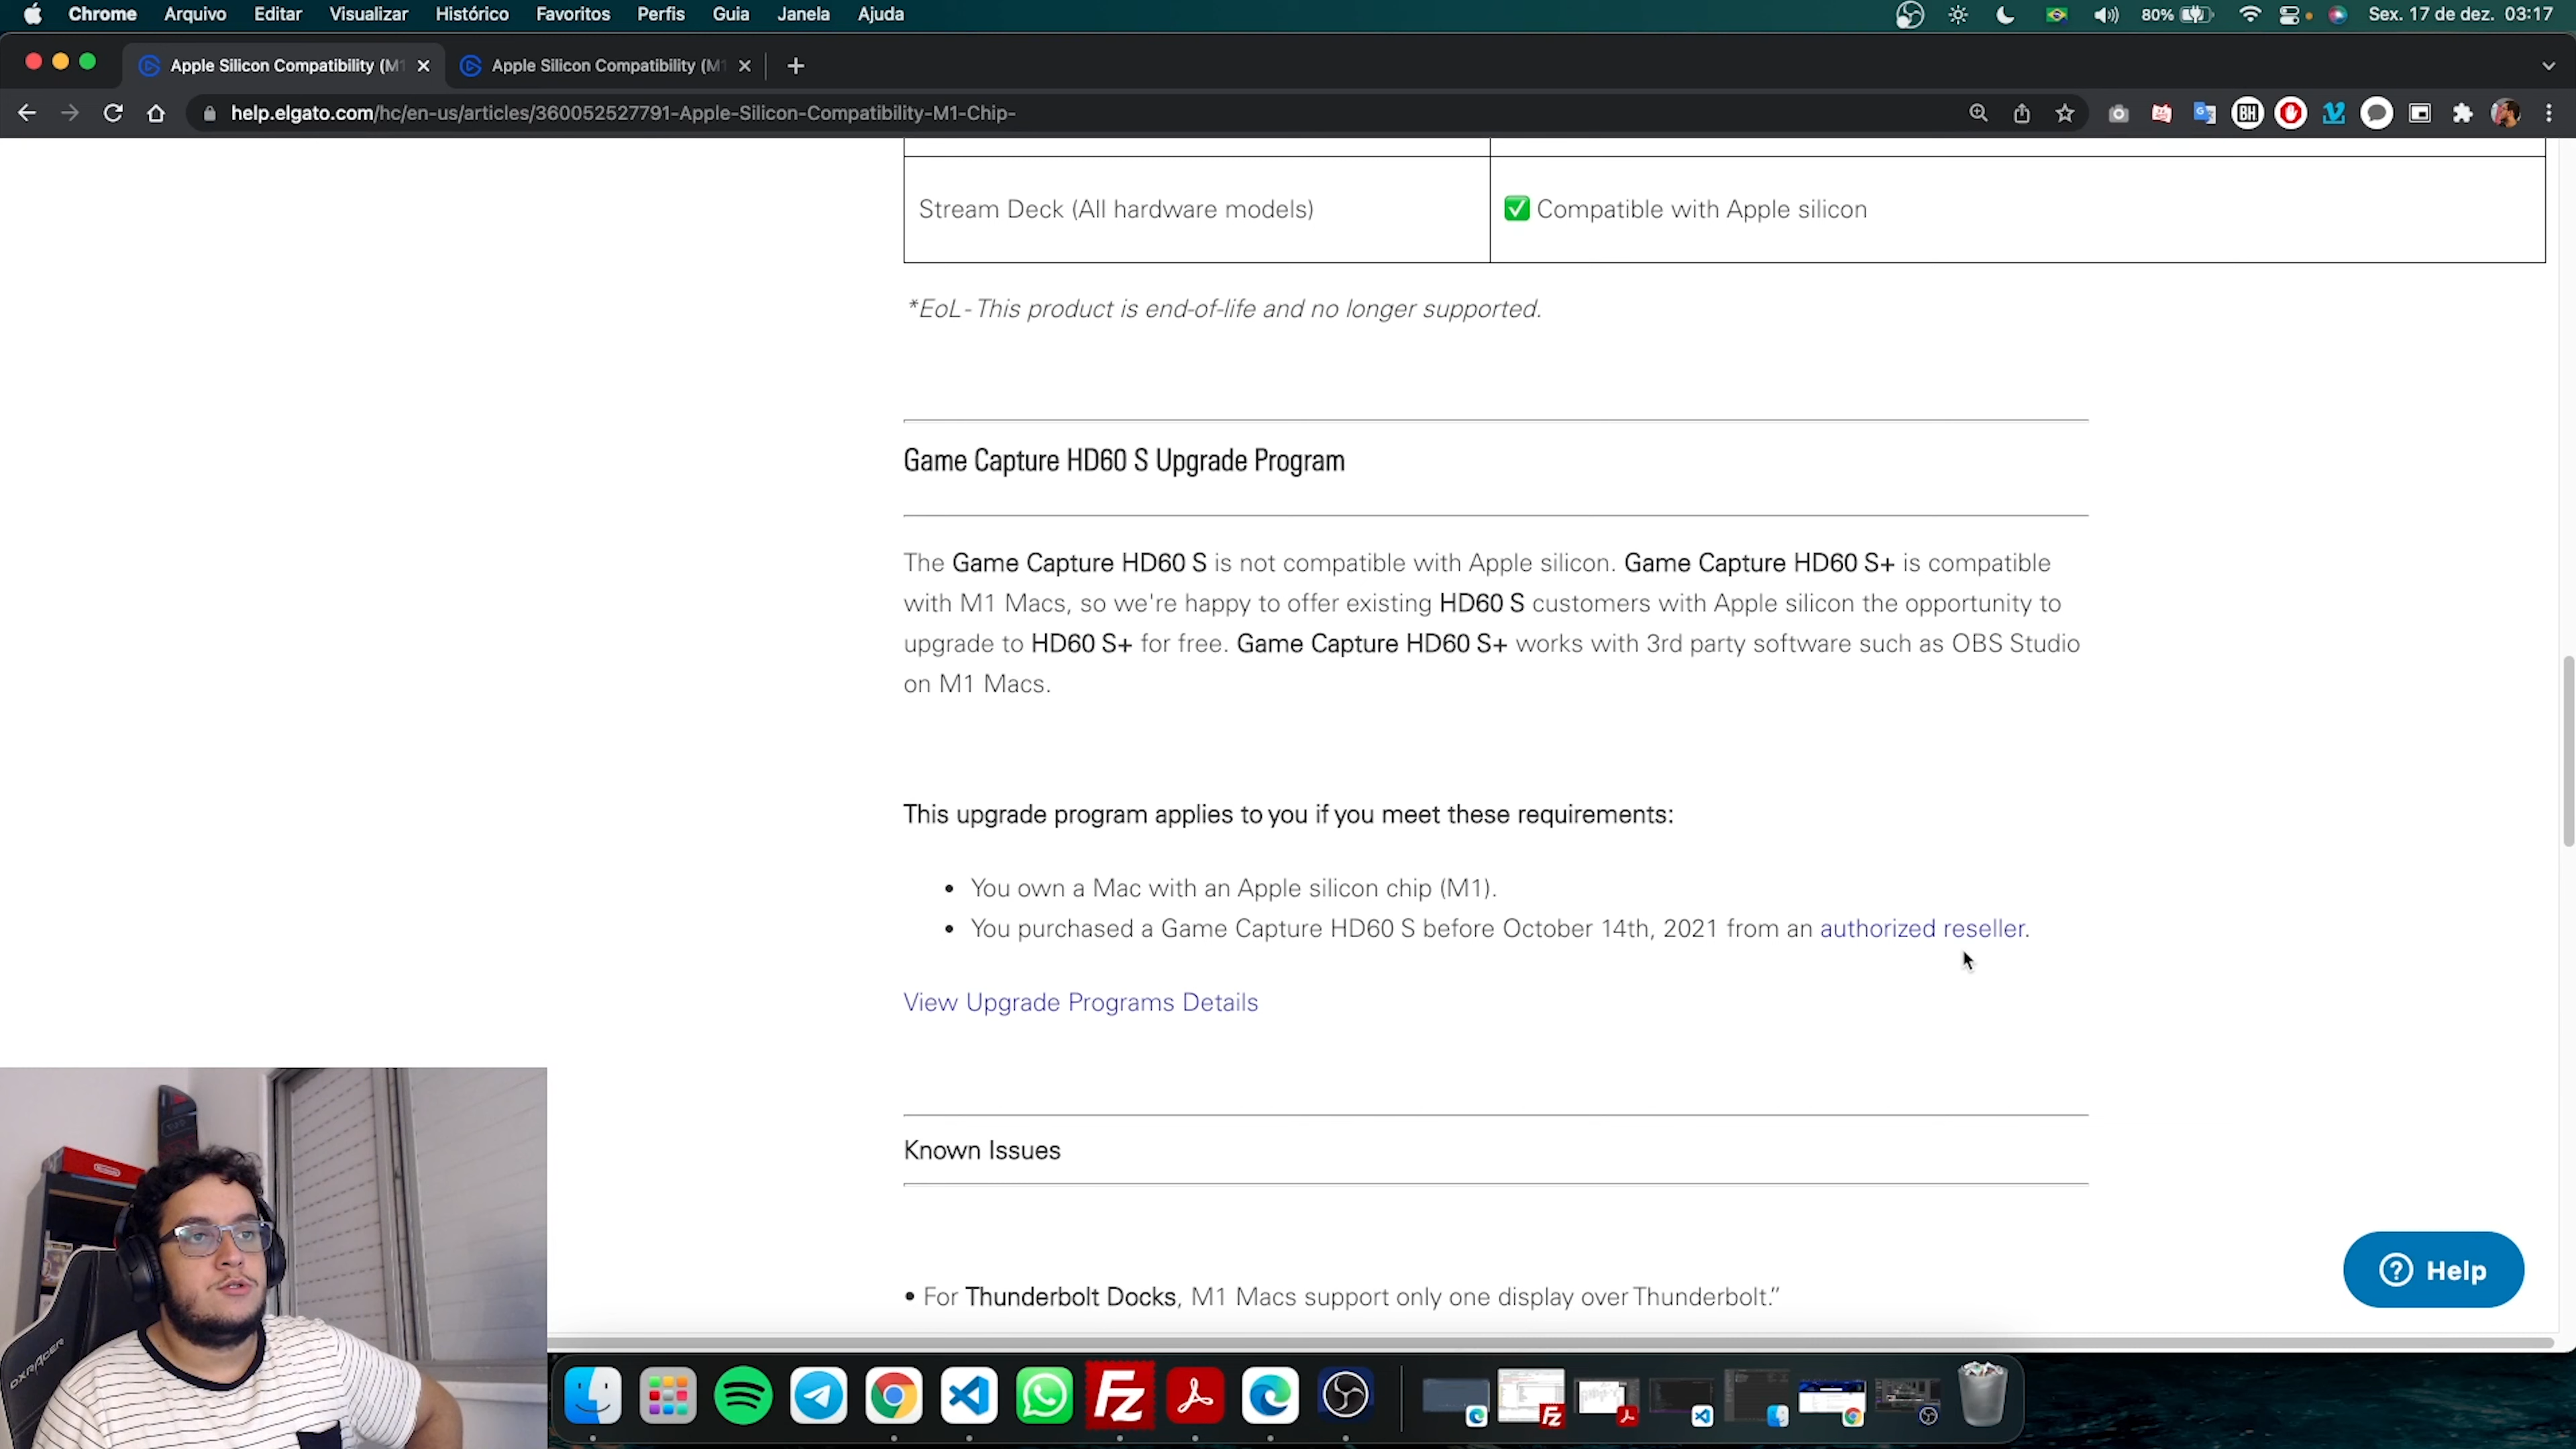 Chrome Arquivo Editar Visualizar Histórico Favoritos Perfis Guia Janela Ajuda 80% Sex. 17 de dez. 03:17
Apple Silicon Compatibility (M1 Apple Silicon Compatibility (M1
help.elgato.com/hc/en-us/articles/360052527791-Apple-Silicon-Compatibility-M1-Chip-
BH
Stream Deck (All hardware models) ✅ Compatible with Apple silicon
*EoL - This product is end-of-life and no longer supported.
Game Capture HD60 S Upgrade Program
The Game Capture HD60 S is not compatible with Apple silicon. Game Capture HD60 S+ is compatible
with M1 Macs, so we're happy to offer existing HD60 S customers with Apple silicon the opportunity to
upgrade to HD60 S+ for free. Game Capture HD60 S+ works with 3rd party software such as OBS Studio
on M1 Macs.
This upgrade program applies to you if you meet these requirements:
• You own a Mac with an Apple silicon chip (M1).
• You purchased a Game Capture HD60 S before October 14th, 2021 from an authorized reseller.
View Upgrade Programs Details
Known Issues
• For Thunderbolt Docks, M1 Macs support only one display over Thunderbolt.”
Help
DXRACER
Fz